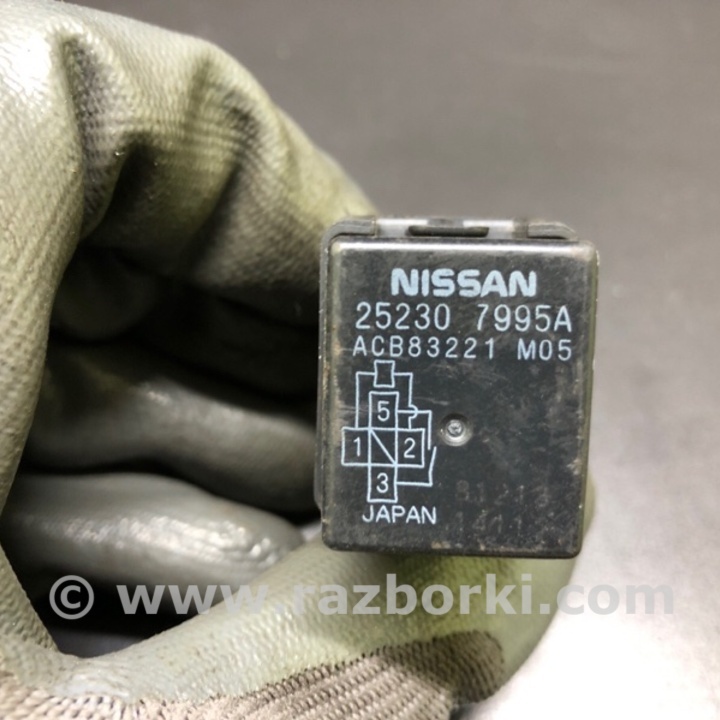 NISSAN
25230 7995A
ACB83221 M05
5
1 2
3
JAPAN
© www.razborki.com